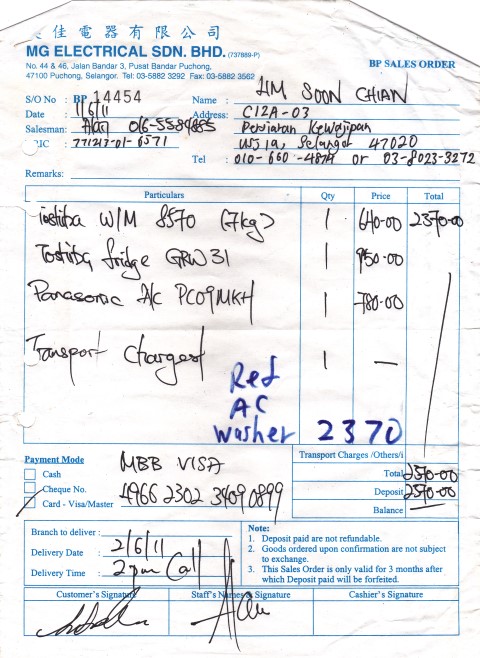 佳電器有限公司
MG ELECTRICAL SDN. BHD. (737889-P)
No. 44 & 46, Jalan Bandar 3, Pusat Bandar Puchong,
47100 Puchong, Selangor. Tel: 03-5882 3292 Fax: 03-5882 3562
BP SALES ORDER
S/O No : BP 14454
Name : LIM SOON CHIAN
Date : 1/6/11
Address: C12A-03
Salesman: Alan 016-5584885
Persiaran Kewajipan
IC : 771243-01-6571
USJ 19, Selangor 47020
Tel : 010-660-4874 or 03-8023-3272
Remarks:
Particulars Qty Price Total
Toshiba W/M 8570 (7kg) 1 640-00 2370-00
Toshiba fridge GRW31 1 950-00
Panasonic A/C PC09MKH 1 780-00
Transport Charges 1 —
Ref
AC
Washer 2370
Payment Mode
Transport Charges /Others/i
Cash
MBB VISA
Total 2370-00
Cheque No.
Deposit 2370-00
Card - Visa/Master 4966 2302 3409 0899
Balance
Branch to deliver :
Delivery Date : 2/6/11
Delivery Time : 2pm Call
Note:
1. Deposit paid are not refundable.
2. Goods ordered upon confirmation are not subject
to exchange.
3. This Sales Order is only valid for 3 months after
which Deposit paid will be forfeited.
Customer's Signature Staff's Names & Signature Cashier's Signature
Alan